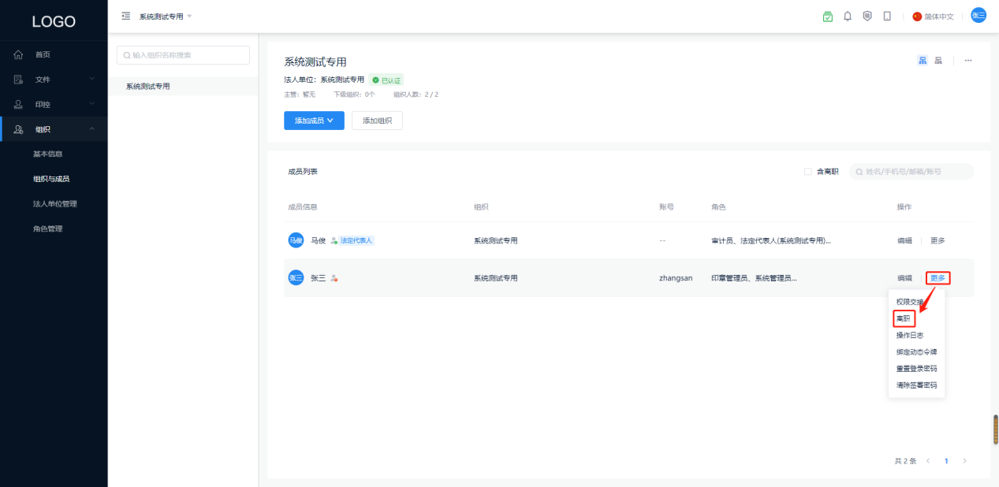 LOGO
系统测试专用
简体中文
张三
首页
文件
印控
组织
基本信息
组织与成员
法人单位管理
角色管理
输入组织名称搜索
系统测试专用
系统测试专用
法人单位: 系统测试专用 已认证
主管: 暂无 下级组织: 0个 组织人数: 2 / 2
添加成员 添加组织
成员列表 含离职 姓名/手机号/邮箱/账号
成员信息 组织 账号 角色 操作
马俊 马俊 法定代表人 系统测试专用 -- 审计员、法定代表人(系统测试专用)... 编辑 更多
张三 张三 系统测试专用 zhangsan 印章管理员、系统管理员... 编辑 更多
权限交接
离职
操作日志
绑定动态令牌
重置登录密码
清除签署密码
共 2 条 < 1 >